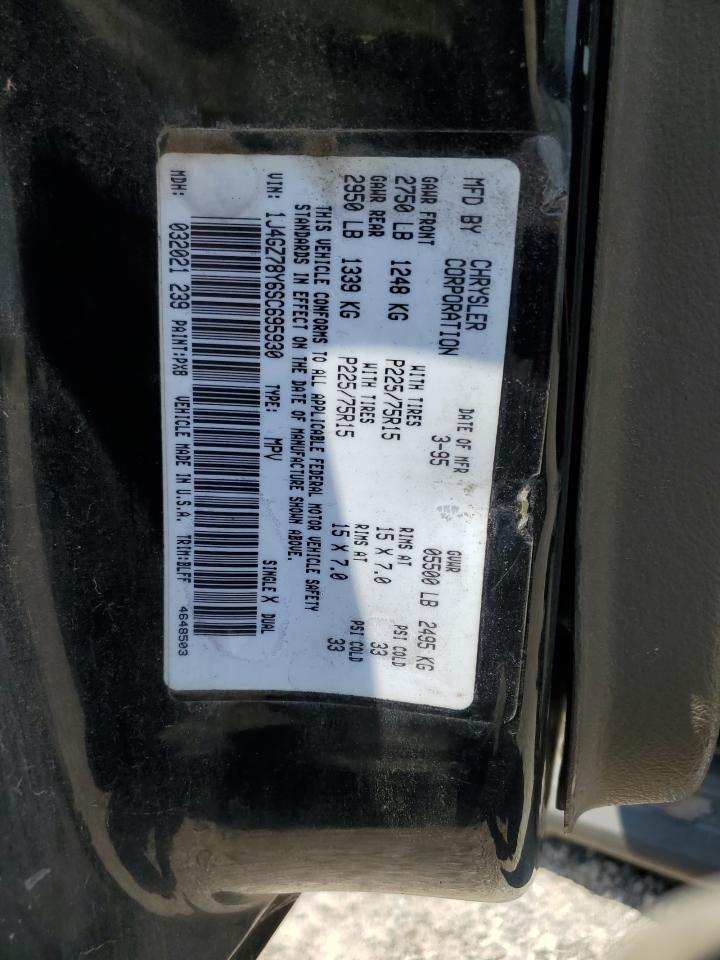 MFD BY CHRYSLER CORPORATION DATE OF MFR 3-95 GVWR 05500 LB 2495 KG
GAWR FRONT WITH TIRES RIMS AT PSI COLD
2750 LB 1248 KG P225/75R15 15 X 7.0 33
GAWR REAR WITH TIRES RIMS AT PSI COLD
2950 LB 1339 KG P225/75R15 15 X 7.0 33
THIS VEHICLE CONFORMS TO ALL APPLICABLE FEDERAL MOTOR VEHICLE SAFETY
STANDARDS IN EFFECT ON THE DATE OF MANUFACTURE SHOWN ABOVE.
VIN: 1J4GZ78Y6SC695930 TYPE: MPV SINGLE X DUAL
MDH: 032021 239 PAINT:PX8 VEHICLE MADE IN U.S.A. TRIM:BLFF 4648503